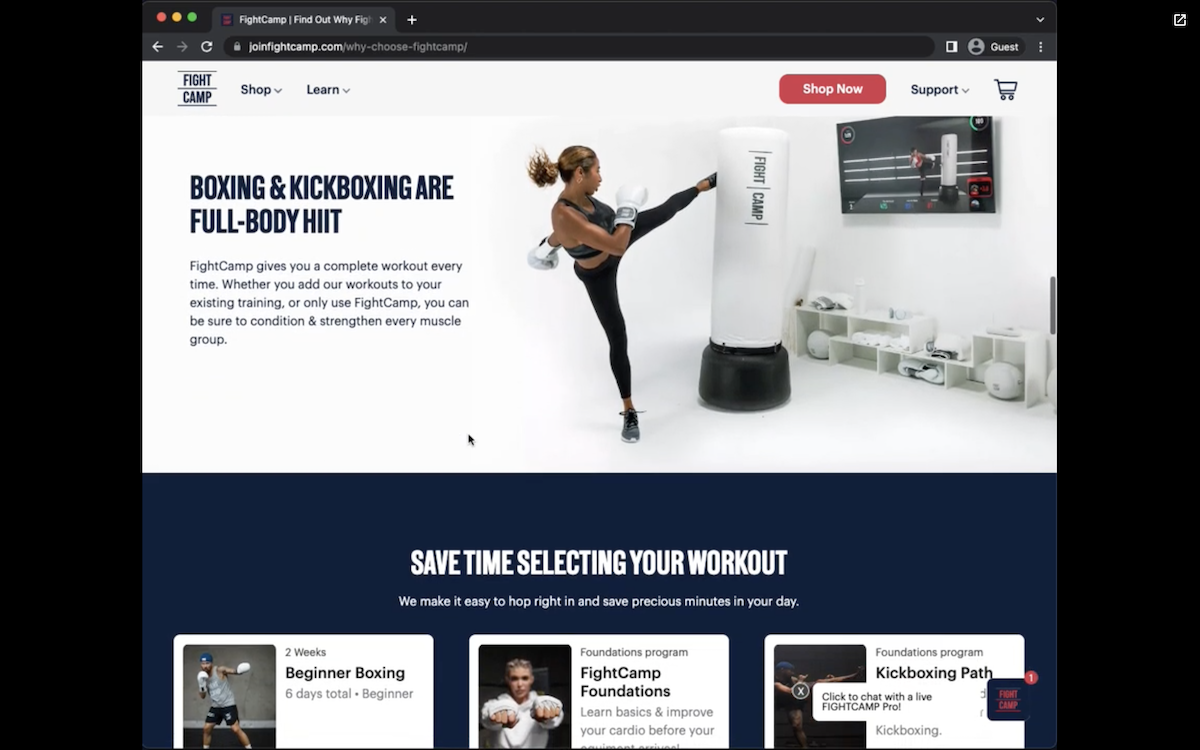 FightCamp | Find Out Why Figh
joinfightcamp.com/why-choose-fightcamp/
Guest
FIGHT
CAMP
Shop
Learn
Shop Now
Support
BOXING & KICKBOXING ARE
FULL-BODY HIIT
FightCamp gives you a complete workout every
time. Whether you add our workouts to your
existing training, or only use FightCamp, you can
be sure to condition & strengthen every muscle
group.
FIGHT CAMP
SAVE TIME SELECTING YOUR WORKOUT
We make it easy to hop right in and save precious minutes in your day.
2 Weeks
Beginner Boxing
6 days total • Beginner
Foundations program
FightCamp
Foundations
Learn basics & improve
your cardio before your
equipment arrives!
Foundations program
Kickboxing Path
Kickboxing.
X
Click to chat with a live
FIGHTCAMP Pro!
FIGHT
CAMP
1